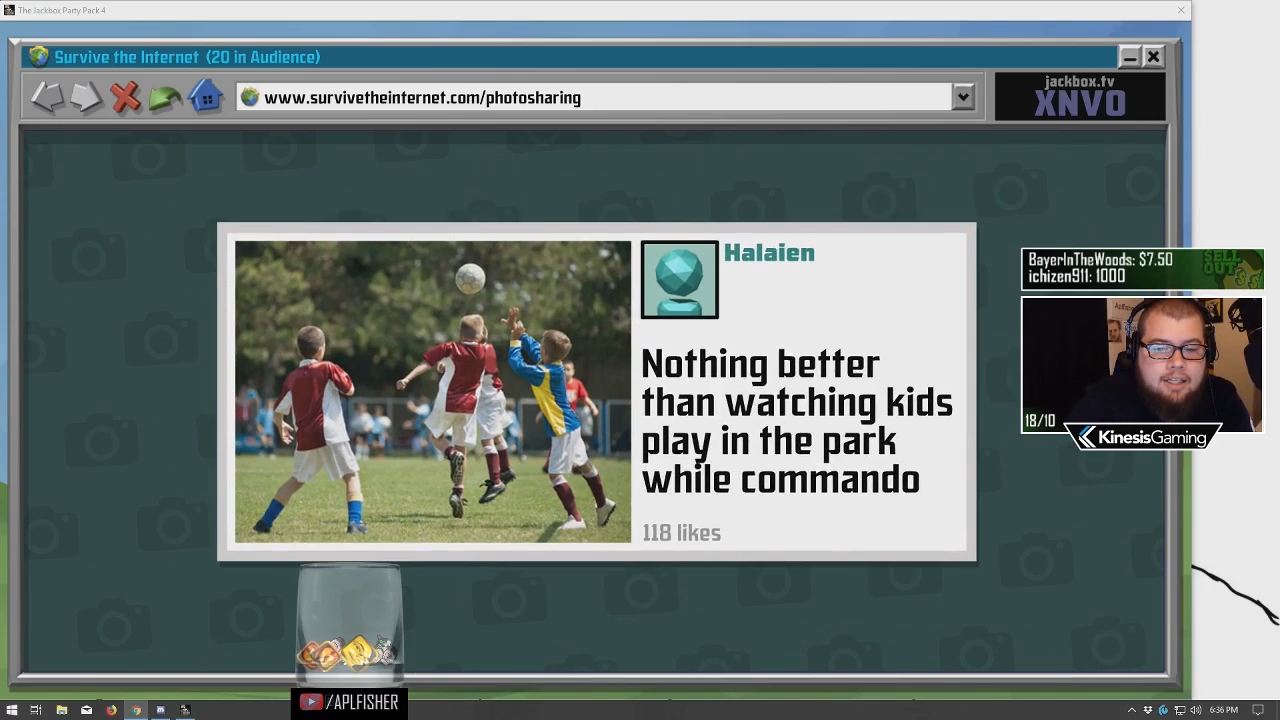 The Jackbox Party Pack 4
Survive the Internet (20 in Audience)
www.survivetheinternet.com/photosharing
jackbox.tv
XNVO
Halaien
Nothing better
than watching kids
play in the park
while commando
118 likes
BayerInTheWoods: $7.50
ichizen911: 1000
SELL
OUT
18/10
KinesisGaming
/APLFISHER
6:36 PM